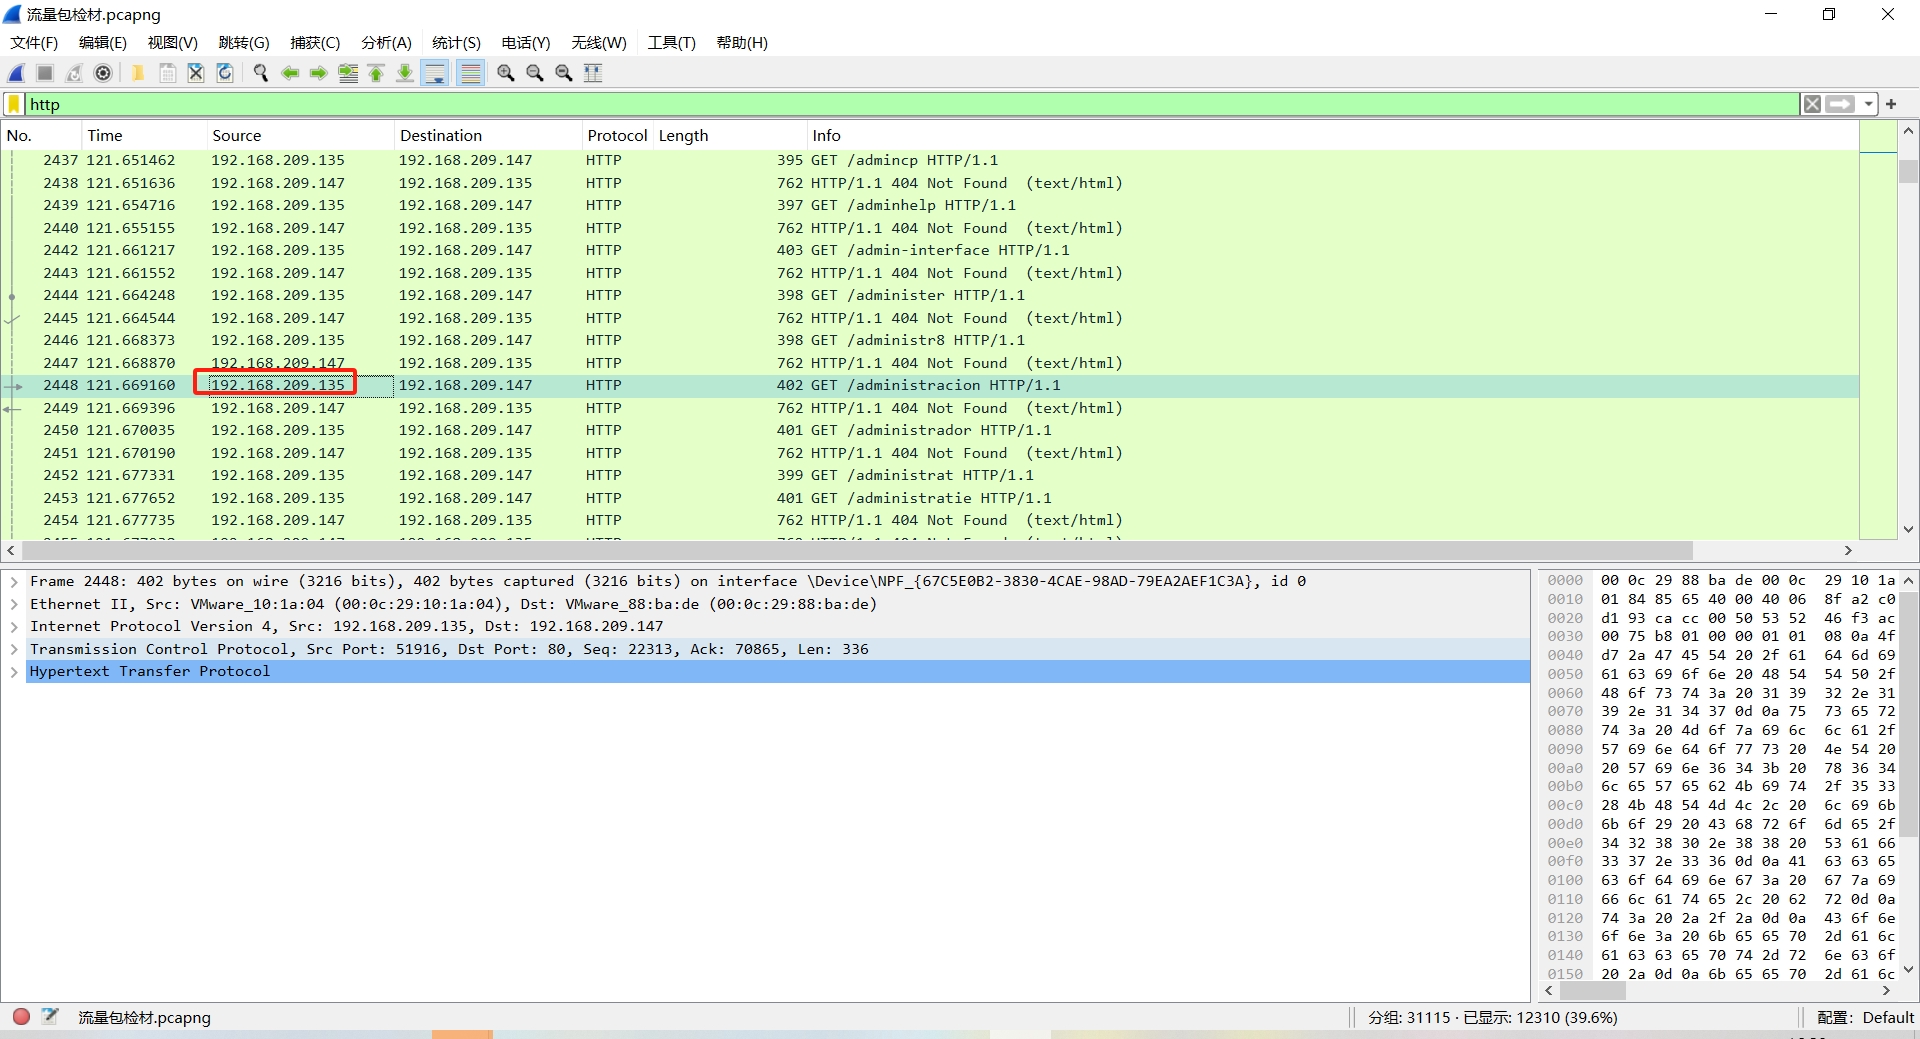 流量包检材.pcapng
文件(F) 编辑(E) 视图(V) 跳转(G) 捕获(C) 分析(A) 统计(S) 电话(Y) 无线(W) 工具(T) 帮助(H)
http
No. Time Source Destination Protocol Length Info
2437 121.651462 192.168.209.135 192.168.209.147 HTTP 395 GET /admincp HTTP/1.1
2438 121.651636 192.168.209.147 192.168.209.135 HTTP 762 HTTP/1.1 404 Not Found (text/html)
2439 121.654716 192.168.209.135 192.168.209.147 HTTP 397 GET /adminhelp HTTP/1.1
2440 121.655155 192.168.209.147 192.168.209.135 HTTP 762 HTTP/1.1 404 Not Found (text/html)
2442 121.661217 192.168.209.135 192.168.209.147 HTTP 403 GET /admin-interface HTTP/1.1
2443 121.661552 192.168.209.147 192.168.209.135 HTTP 762 HTTP/1.1 404 Not Found (text/html)
2444 121.664248 192.168.209.135 192.168.209.147 HTTP 398 GET /administer HTTP/1.1
2445 121.664544 192.168.209.147 192.168.209.135 HTTP 762 HTTP/1.1 404 Not Found (text/html)
2446 121.668373 192.168.209.135 192.168.209.147 HTTP 398 GET /administr8 HTTP/1.1
2447 121.668870 192.168.209.147 192.168.209.135 HTTP 762 HTTP/1.1 404 Not Found (text/html)
2448 121.669160 192.168.209.135 192.168.209.147 HTTP 402 GET /administracion HTTP/1.1
2449 121.669396 192.168.209.147 192.168.209.135 HTTP 762 HTTP/1.1 404 Not Found (text/html)
2450 121.670035 192.168.209.135 192.168.209.147 HTTP 401 GET /administrador HTTP/1.1
2451 121.670190 192.168.209.147 192.168.209.135 HTTP 762 HTTP/1.1 404 Not Found (text/html)
2452 121.677331 192.168.209.135 192.168.209.147 HTTP 399 GET /administrat HTTP/1.1
2453 121.677652 192.168.209.135 192.168.209.147 HTTP 401 GET /administratie HTTP/1.1
2454 121.677735 192.168.209.147 192.168.209.135 HTTP 762 HTTP/1.1 404 Not Found (text/html)
Frame 2448: 402 bytes on wire (3216 bits), 402 bytes captured (3216 bits) on interface \Device\NPF_{67C5E0B2-3830-4CAE-98AD-79EA2AEF1C3A}, id 0
Ethernet II, Src: VMware_10:1a:04 (00:0c:29:10:1a:04), Dst: VMware_88:ba:de (00:0c:29:88:ba:de)
Internet Protocol Version 4, Src: 192.168.209.135, Dst: 192.168.209.147
Transmission Control Protocol, Src Port: 51916, Dst Port: 80, Seq: 22313, Ack: 70865, Len: 336
Hypertext Transfer Protocol
0000 00 0c 29 88 ba de 00 0c 29 10 1a
0010 01 84 85 65 40 00 40 06 8f a2 c0
0020 d1 93 ca cc 00 50 53 52 46 f3 ac
0030 00 75 b8 01 00 00 01 01 08 0a 4f
0040 d7 2a 47 45 54 20 2f 61 64 6d 69
0050 61 63 69 6f 6e 20 48 54 54 50 2f
0060 48 6f 73 74 3a 20 31 39 32 2e 31
0070 39 2e 31 34 37 0d 0a 75 73 65 72
0080 74 3a 20 4d 6f 7a 69 6c 6c 61 2f
0090 57 69 6e 64 6f 77 73 20 4e 54 20
00a0 20 57 69 6e 36 34 3b 20 78 36 34
00b0 6c 65 57 65 62 4b 69 74 2f 35 33
00c0 28 4b 48 54 4d 4c 2c 20 6c 69 6b
00d0 6b 6f 29 20 43 68 72 6f 6d 65 2f
00e0 34 32 38 30 2e 38 38 20 53 61 66
00f0 33 37 2e 33 36 0d 0a 41 63 63 65
0100 63 6f 64 69 6e 67 3a 20 67 7a 69
0110 66 6c 61 74 65 2c 20 62 72 0d 0a
0120 74 3a 20 2a 2f 2a 0d 0a 43 6f 6e
0130 6f 6e 3a 20 6b 65 65 70 2d 61 6c
0140 61 63 63 65 70 74 2d 72 6e 63 6f
0150 20 2a 0d 0a 6b 65 65 70 2d 61 6c
流量包检材.pcapng 分组: 31115 · 已显示: 12310 (39.6%) 配置: Default